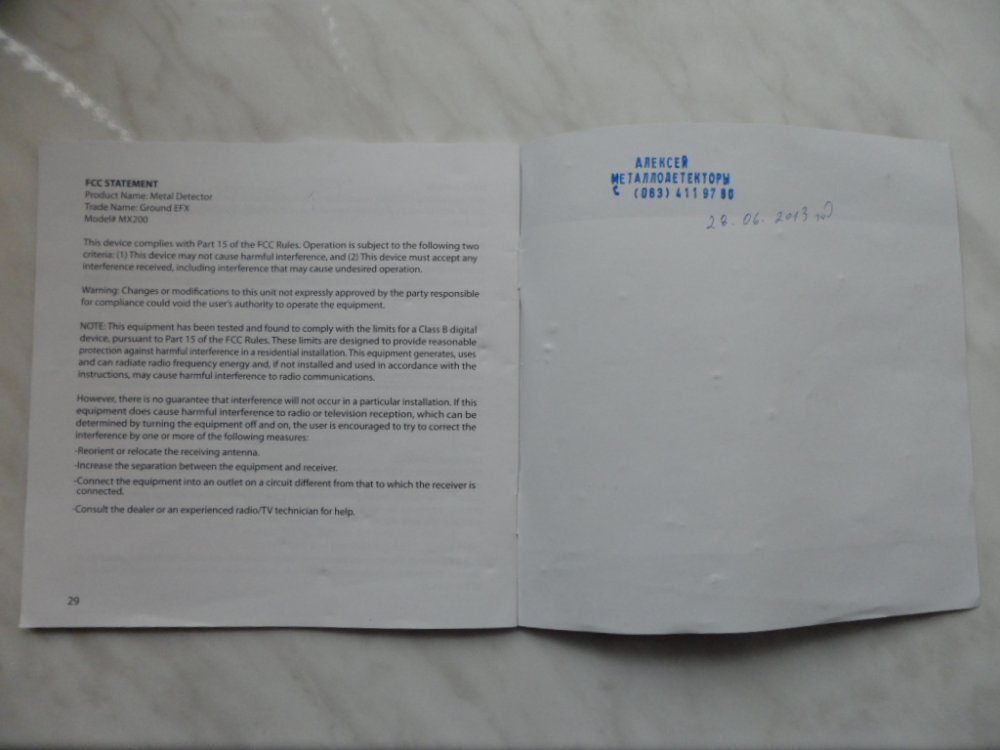 FCC STATEMENT
Product Name: Metal Detector
Trade Name: Ground EFX
Model# MX200
This device complies with Part 15 of the FCC Rules. Operation is subject to the following two
criteria: (1) This device may not cause harmful interference, and (2) This device must accept any
interference received, including interference that may cause undesired operation.
Warning: Changes or modifications to this unit not expressly approved by the party responsible
for compliance could void the user's authority to operate the equipment.
NOTE: This equipment has been tested and found to comply with the limits for a Class B digital
device, pursuant to Part 15 of the FCC Rules. These limits are designed to provide reasonable
protection against harmful interference in a residential installation. This equipment generates, uses
and can radiate radio frequency energy and, if not installed and used in accordance with the
instructions, may cause harmful interference to radio communications.
However, there is no guarantee that interference will not occur in a particular installation. If this
equipment does cause harmful interference to radio or television reception, which can be
determined by turning the equipment off and on, the user is encouraged to try to correct the
interference by one or more of the following measures:
-Reorient or relocate the receiving antenna.
-Increase the separation between the equipment and receiver.
-Connect the equipment into an outlet on a circuit different from that to which the receiver is
connected.
-Consult the dealer or an experienced radio/TV technician for help.
29
АЛЕКСЕЙ
МЕТАЛЛОДЕТЕКТОРЫ
С (063) 411 97 80
28.06.2013 год